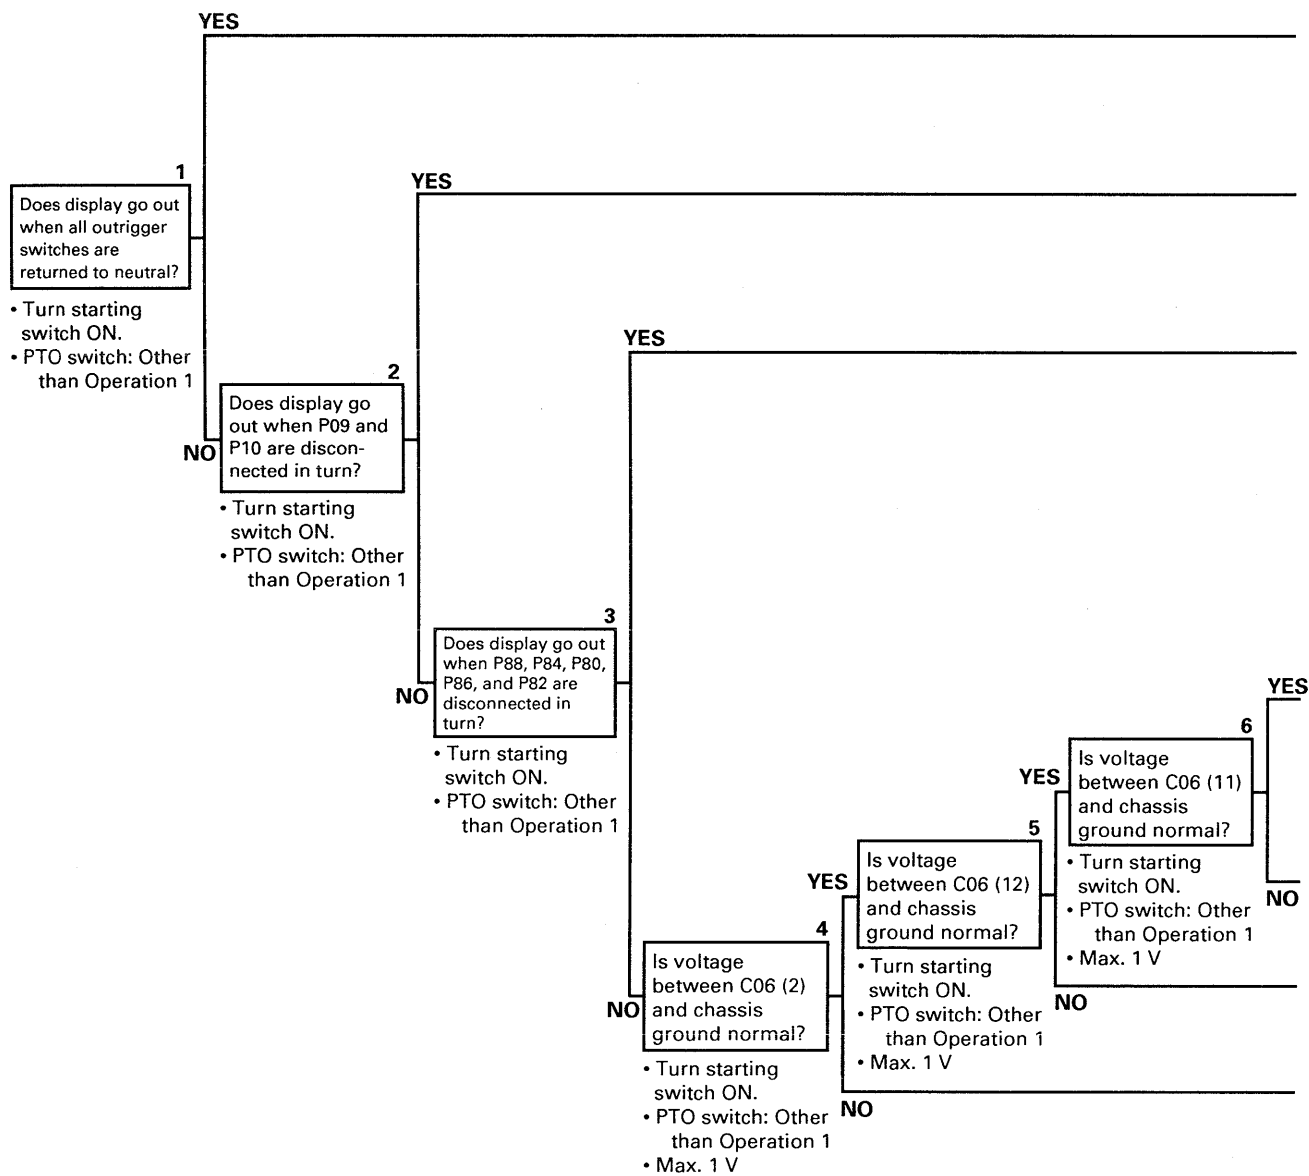 YES
1
Does display go out
when all outrigger
switches are
returned to neutral?
• Turn starting
switch ON.
• PTO switch: Other
than Operation 1
YES
NO
2
Does display go
out when P09 and
P10 are discon-
nected in turn?
• Turn starting
switch ON.
• PTO switch: Other
than Operation 1
YES
NO
3
Does display go out
when P88, P84, P80,
P86, and P82 are
disconnected in
turn?
• Turn starting
switch ON.
• PTO switch: Other
than Operation 1
NO
4
Is voltage
between C06 (2)
and chassis
ground normal?
• Turn starting
switch ON.
• PTO switch: Other
than Operation 1
• Max. 1 V
YES
NO
5
Is voltage
between C06 (12)
and chassis
ground normal?
• Turn starting
switch ON.
• PTO switch: Other
than Operation 1
• Max. 1 V
YES
NO
6
Is voltage
between C06 (11)
and chassis
ground normal?
• Turn starting
switch ON.
• PTO switch: Other
than Operation 1
• Max. 1 V
YES
NO